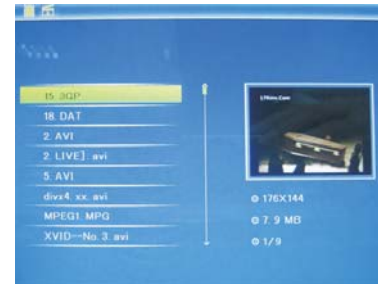 15. 3GP
18. DAT
2. AVI
2. LIVE]. avi
5. AVI
divx4. xx. avi
MPEG1. MPG
XVID--No. 3. avi
176X144
7. 9 MB
1/9